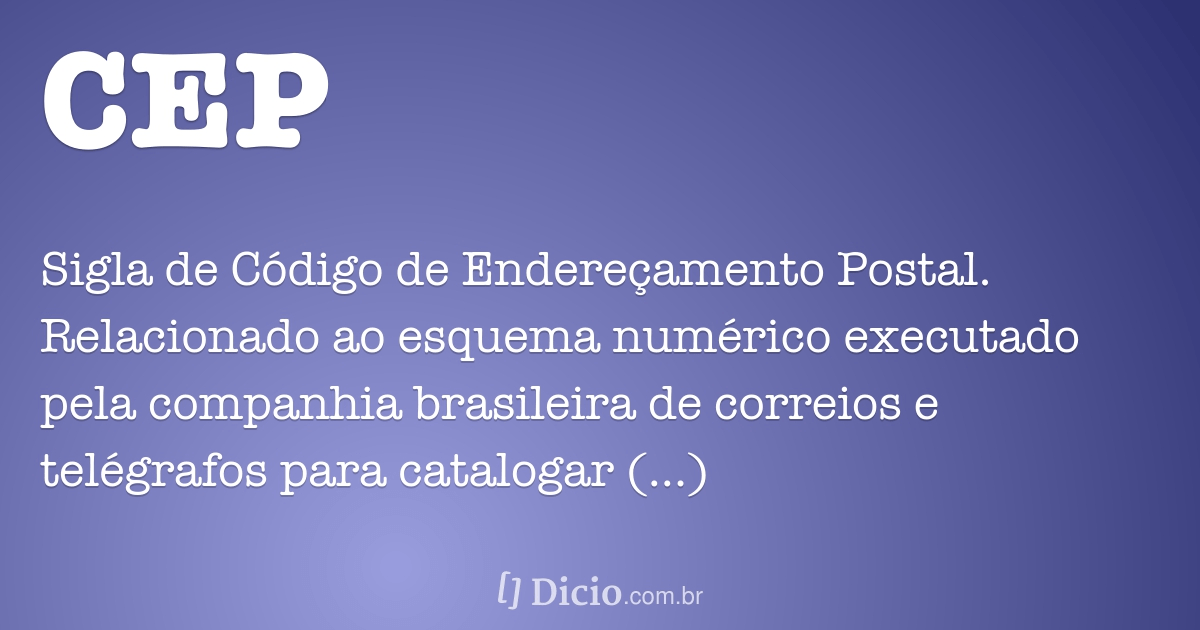 CEP
Sigla de Código de Endereçamento Postal.
Relacionado ao esquema numérico executado
pela companhia brasileira de correios e
telégrafos para catalogar (...)
[] Dicio.com.br